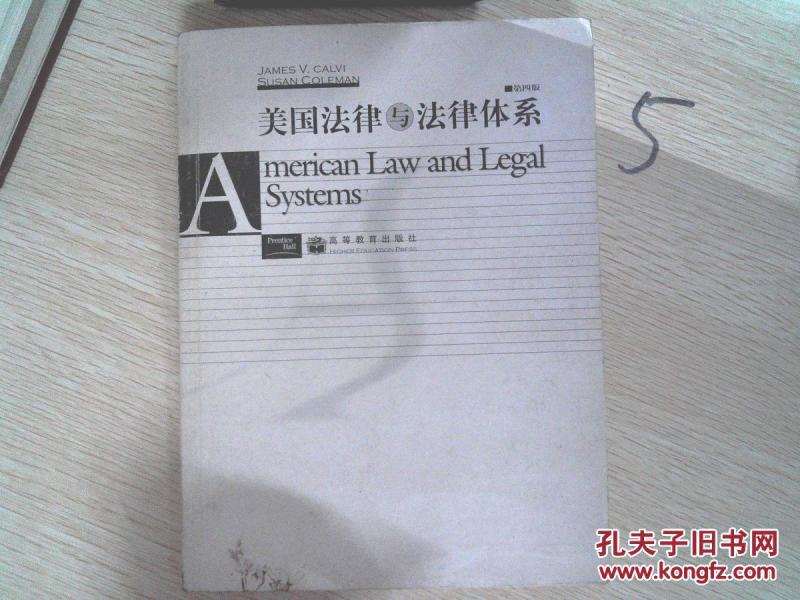 JAMES V. CALVI
SUSAN COLEMAN
■第四版
美国法律与法律体系
American Law and Legal
Systems
Prentice
Hall
高等教育出版社
HIGHER EDUCATION PRESS
5
孔夫子旧书网
www.kongfz.com